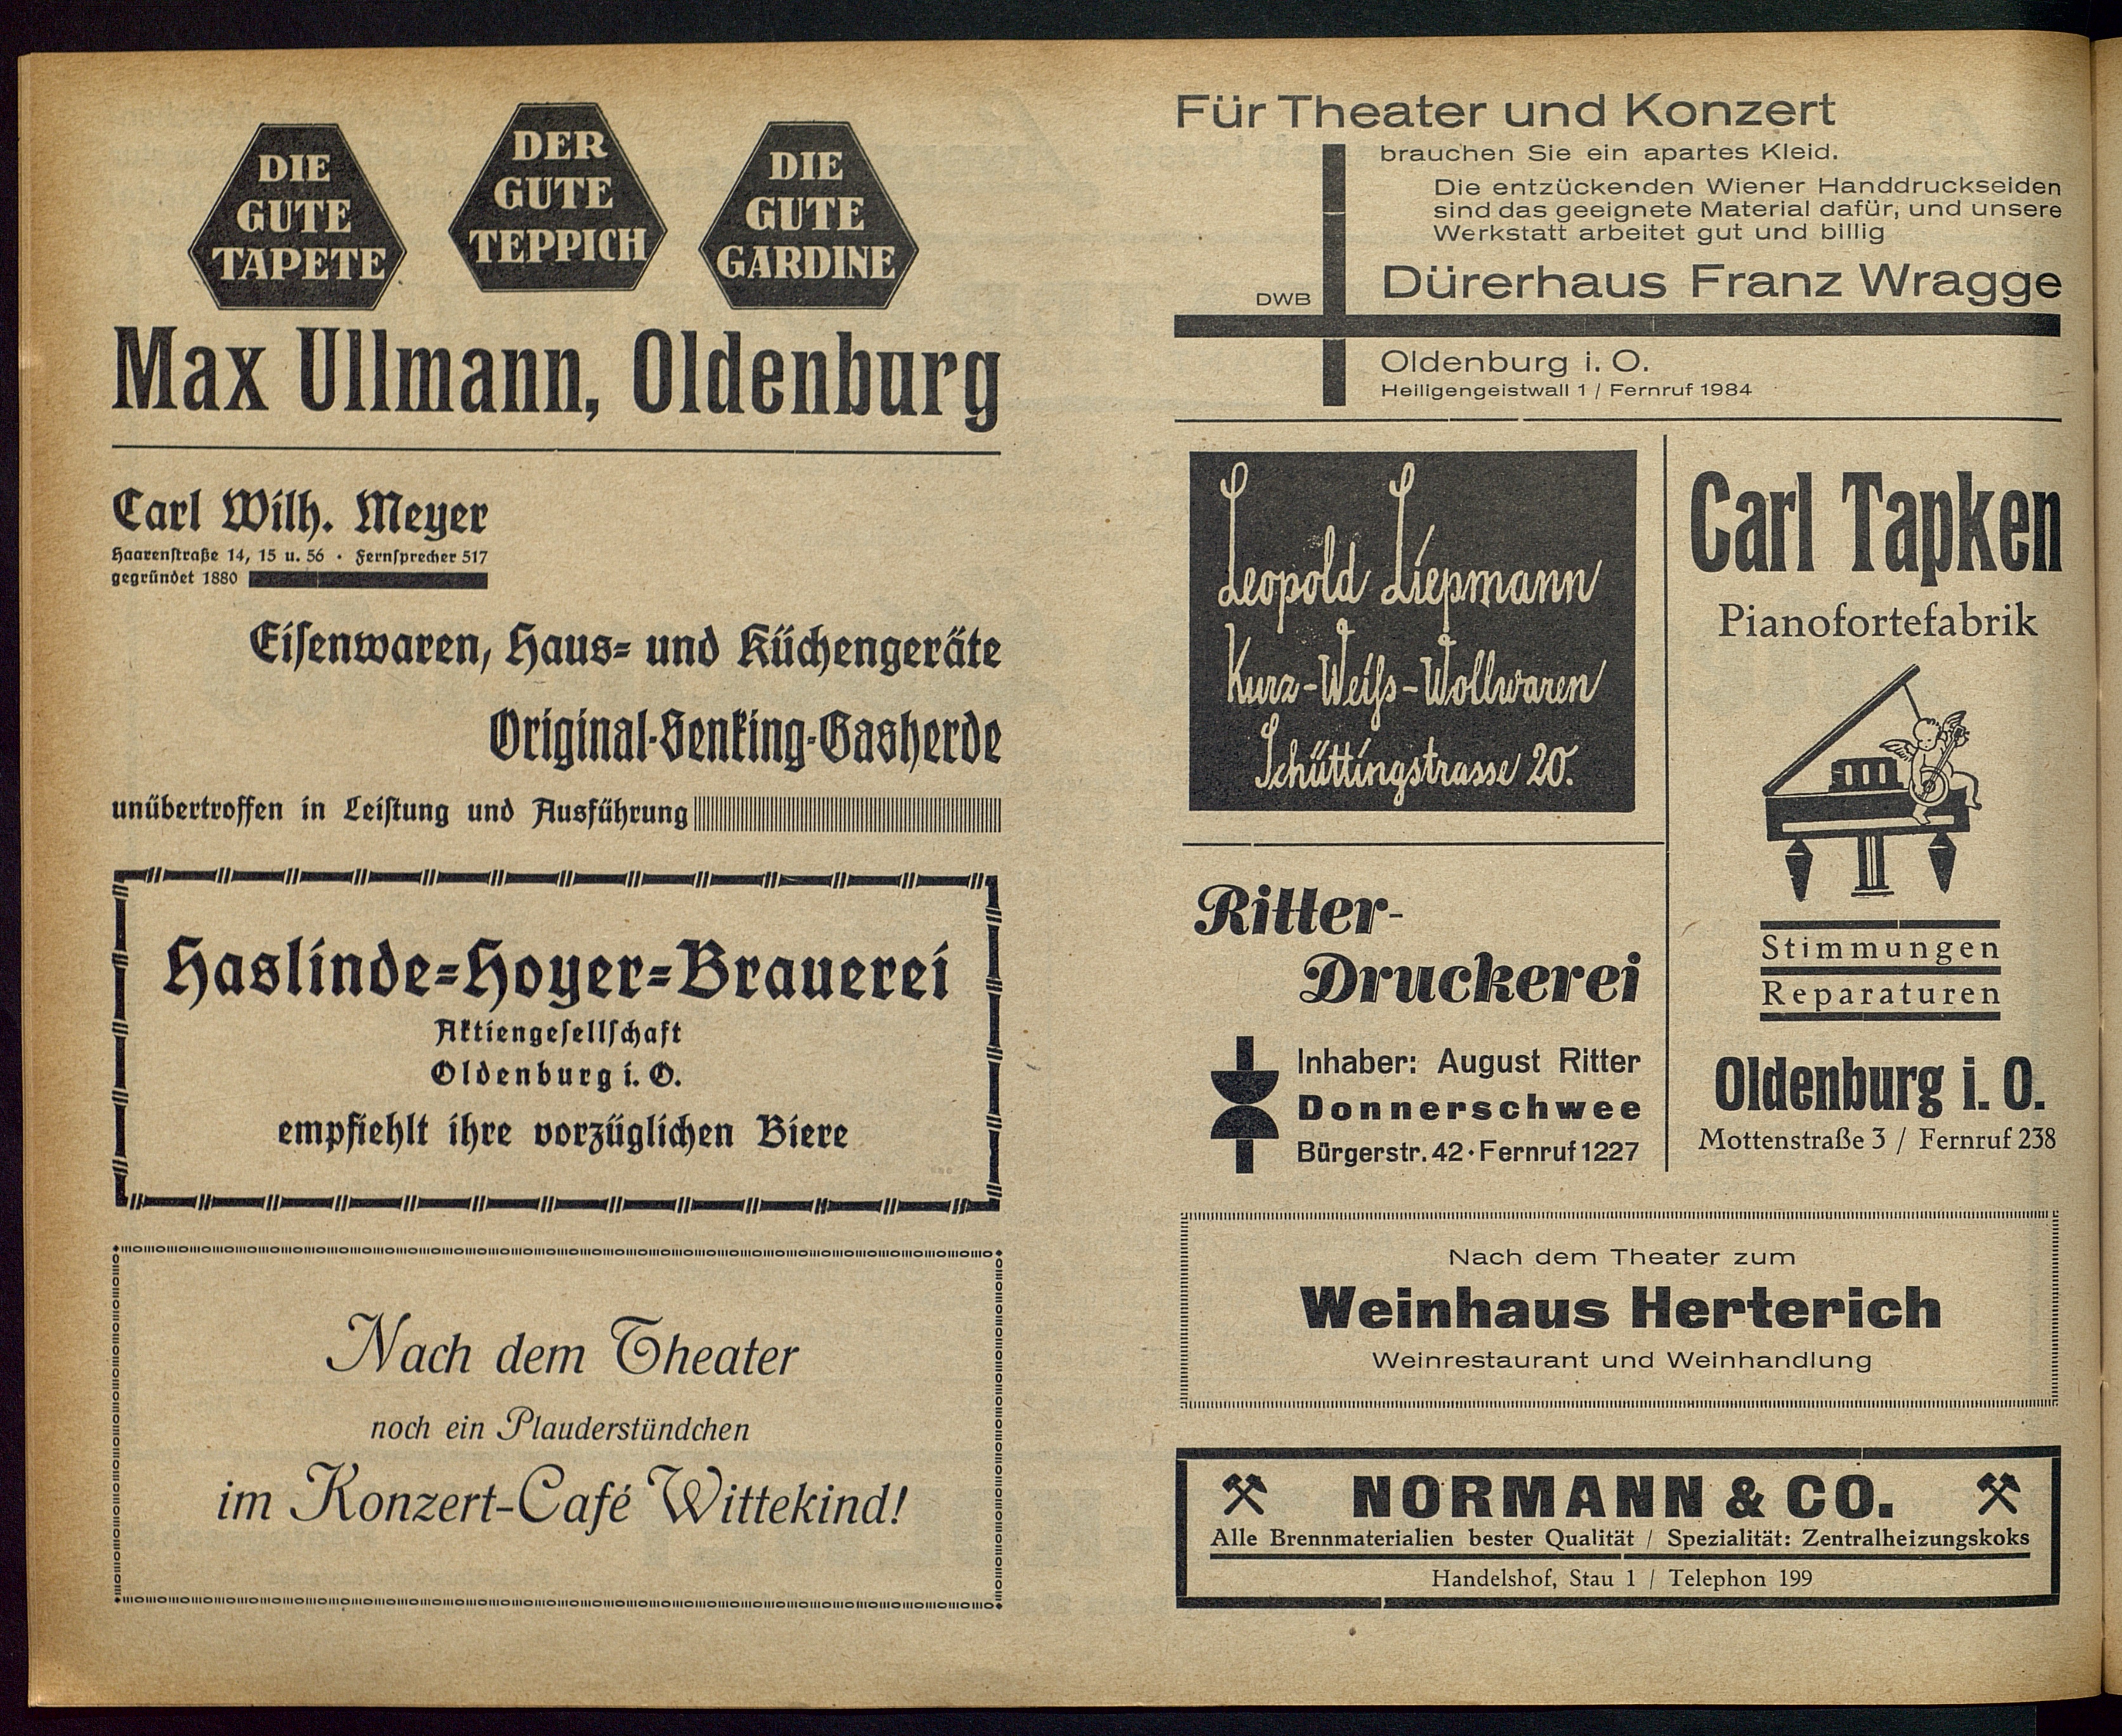 DIE
GUTE
TAPETE
DER
GUTE
TEPPICH
DIE
GUTE
GARDINE
Max Ullmann, Oldenburg
Carl Wilh. Meyer
Haarenſtraße 14, 15 u. 56 · Fernſprecher 517
gegründet 1880
Eiſenwaren, Haus- und Küchengeräte
Original-Senking-Gasherde
unübertroffen in Leiſtung und Ausführung
Haslinde-Hoyer-Brauerei
Aktiengeſellſchaft
Oldenburg i. O.
empfiehlt ihre vorzüglichen Biere
Nach dem Theater
noch ein Plauderstündchen
im Konzert-Café Wittekind!
Für Theater und Konzert
brauchen Sie ein apartes Kleid.
Die entzückenden Wiener Handdruckseiden
sind das geeignete Material dafür, und unsere
Werkstatt arbeitet gut und billig
Dürerhaus Franz Wragge
DWB
Oldenburg i. O.
Heiligengeistwall 1 / Fernruf 1984
Leopold Liepmann
Kurz-Weiſs-Wollwaren
Schüttingstrasse 20.
Carl Tapken
Pianofortefabrik
Stimmungen
Reparaturen
Oldenburg i. O.
Mottenstraße 3 / Fernruf 238
Ritter-
Druckerei
Inhaber: August Ritter
Donnerschwee
Bürgerstr. 42 · Fernruf 1227
Nach dem Theater zum
Weinhaus Herterich
Weinrestaurant und Weinhandlung
NORMANN & CO.
Alle Brennmaterialien bester Qualität / Spezialität: Zentralheizungskoks
Handelshof, Stau 1 / Telephon 199